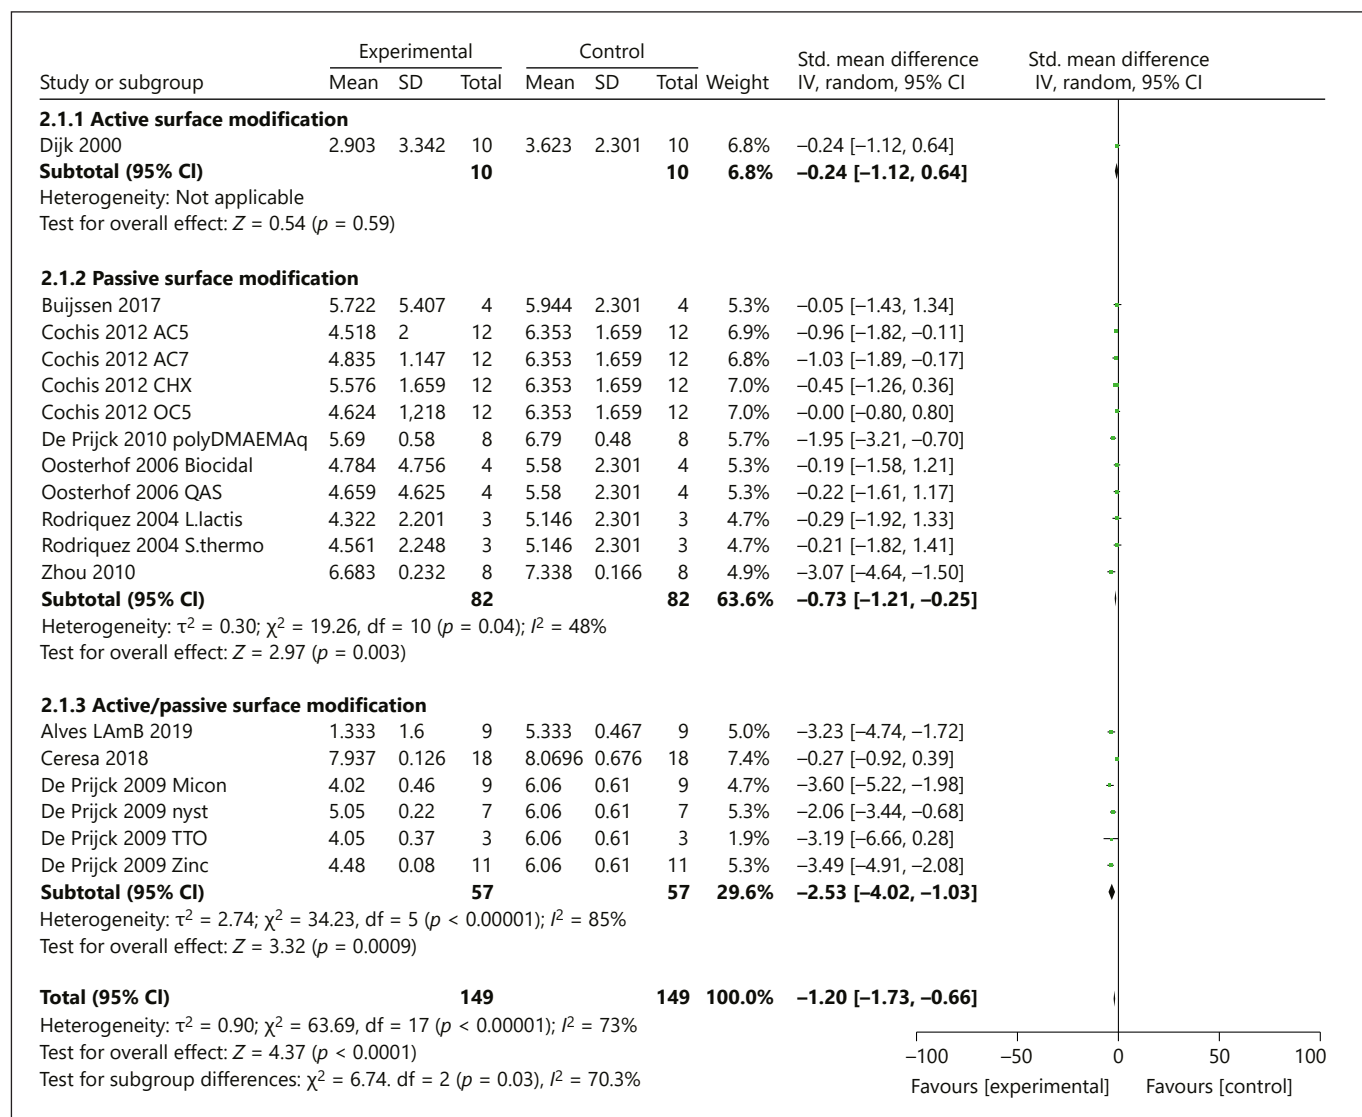 Experimental Control Std. mean difference Std. mean difference
Study or subgroup Mean SD Total Mean SD Total Weight IV, random, 95% CI IV, random, 95% CI
2.1.1 Active surface modification
Dijk 2000 2.903 3.342 10 3.623 2.301 10 6.8% –0.24 [–1.12, 0.64]
Subtotal (95% CI) 10 10 6.8% –0.24 [–1.12, 0.64]
Heterogeneity: Not applicable
Test for overall effect: Z = 0.54 (p = 0.59)
2.1.2 Passive surface modification
Buijssen 2017 5.722 5.407 4 5.944 2.301 4 5.3% –0.05 [–1.43, 1.34]
Cochis 2012 AC5 4.518 2 12 6.353 1.659 12 6.9% –0.96 [–1.82, –0.11]
Cochis 2012 AC7 4.835 1.147 12 6.353 1.659 12 6.8% –1.03 [–1.89, –0.17]
Cochis 2012 CHX 5.576 1.659 12 6.353 1.659 12 7.0% –0.45 [–1.26, 0.36]
Cochis 2012 OC5 4.624 1,218 12 6.353 1.659 12 7.0% –0.00 [–0.80, 0.80]
De Prijck 2010 polyDMAEMAq 5.69 0.58 8 6.79 0.48 8 5.7% –1.95 [–3.21, –0.70]
Oosterhof 2006 Biocidal 4.784 4.756 4 5.58 2.301 4 5.3% –0.19 [–1.58, 1.21]
Oosterhof 2006 QAS 4.659 4.625 4 5.58 2.301 4 5.3% –0.22 [–1.61, 1.17]
Rodriquez 2004 L.lactis 4.322 2.201 3 5.146 2.301 3 4.7% –0.29 [–1.92, 1.33]
Rodriquez 2004 S.thermo 4.561 2.248 3 5.146 2.301 3 4.7% –0.21 [–1.82, 1.41]
Zhou 2010 6.683 0.232 8 7.338 0.166 8 4.9% –3.07 [–4.64, –1.50]
Subtotal (95% CI) 82 82 63.6% –0.73 [–1.21, –0.25]
Heterogeneity: τ² = 0.30; χ² = 19.26, df = 10 (p = 0.04); I² = 48%
Test for overall effect: Z = 2.97 (p = 0.003)
2.1.3 Active/passive surface modification
Alves LAmB 2019 1.333 1.6 9 5.333 0.467 9 5.0% –3.23 [–4.74, –1.72]
Ceresa 2018 7.937 0.126 18 8.0696 0.676 18 7.4% –0.27 [–0.92, 0.39]
De Prijck 2009 Micon 4.02 0.46 9 6.06 0.61 9 4.7% –3.60 [–5.22, –1.98]
De Prijck 2009 nyst 5.05 0.22 7 6.06 0.61 7 5.3% –2.06 [–3.44, –0.68]
De Prijck 2009 TTO 4.05 0.37 3 6.06 0.61 3 1.9% –3.19 [–6.66, 0.28]
De Prijck 2009 Zinc 4.48 0.08 11 6.06 0.61 11 5.3% –3.49 [–4.91, –2.08]
Subtotal (95% CI) 57 57 29.6% –2.53 [–4.02, –1.03]
Heterogeneity: τ² = 2.74; χ² = 34.23, df = 5 (p < 0.00001); I² = 85%
Test for overall effect: Z = 3.32 (p = 0.0009)
Total (95% CI) 149 149 100.0% –1.20 [–1.73, –0.66]
Heterogeneity: τ² = 0.90; χ² = 63.69, df = 17 (p < 0.00001); I² = 73%
Test for overall effect: Z = 4.37 (p < 0.0001)
Test for subgroup differences: χ² = 6.74. df = 2 (p = 0.03), I² = 70.3%
–100 –50 0 50 100
Favours [experimental] Favours [control]